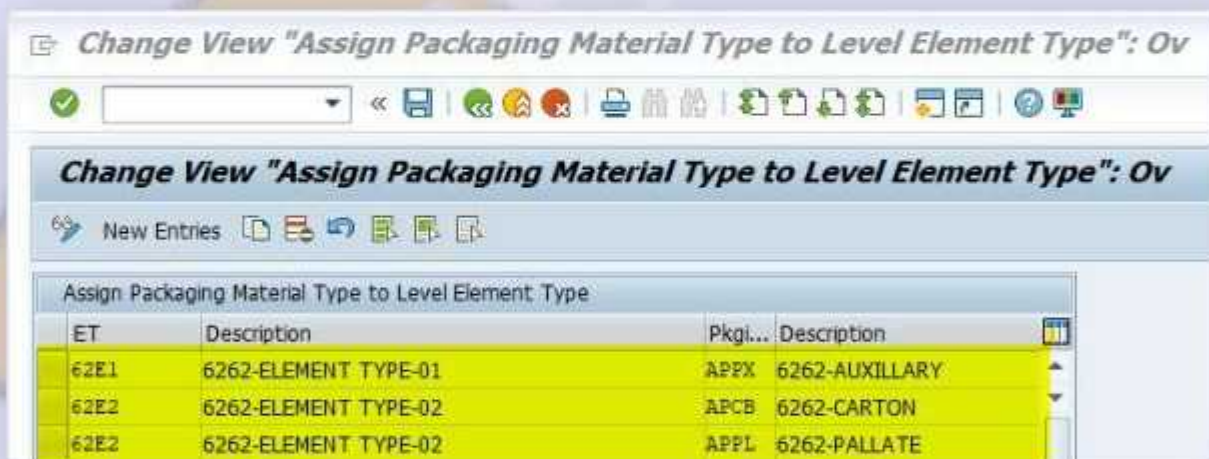 Change View "Assign Packaging Material Type to Level Element Type": Ov
Change View "Assign Packaging Material Type to Level Element Type": Ov
New Entries
Assign Packaging Material Type to Level Element Type
ET Description Pkgi... Description
62E1 6262-ELEMENT TYPE-01 APPX 6262-AUXILLARY
62E2 6262-ELEMENT TYPE-02 APCB 6262-CARTON
62E2 6262-ELEMENT TYPE-02 APPL 6262-PALLATE